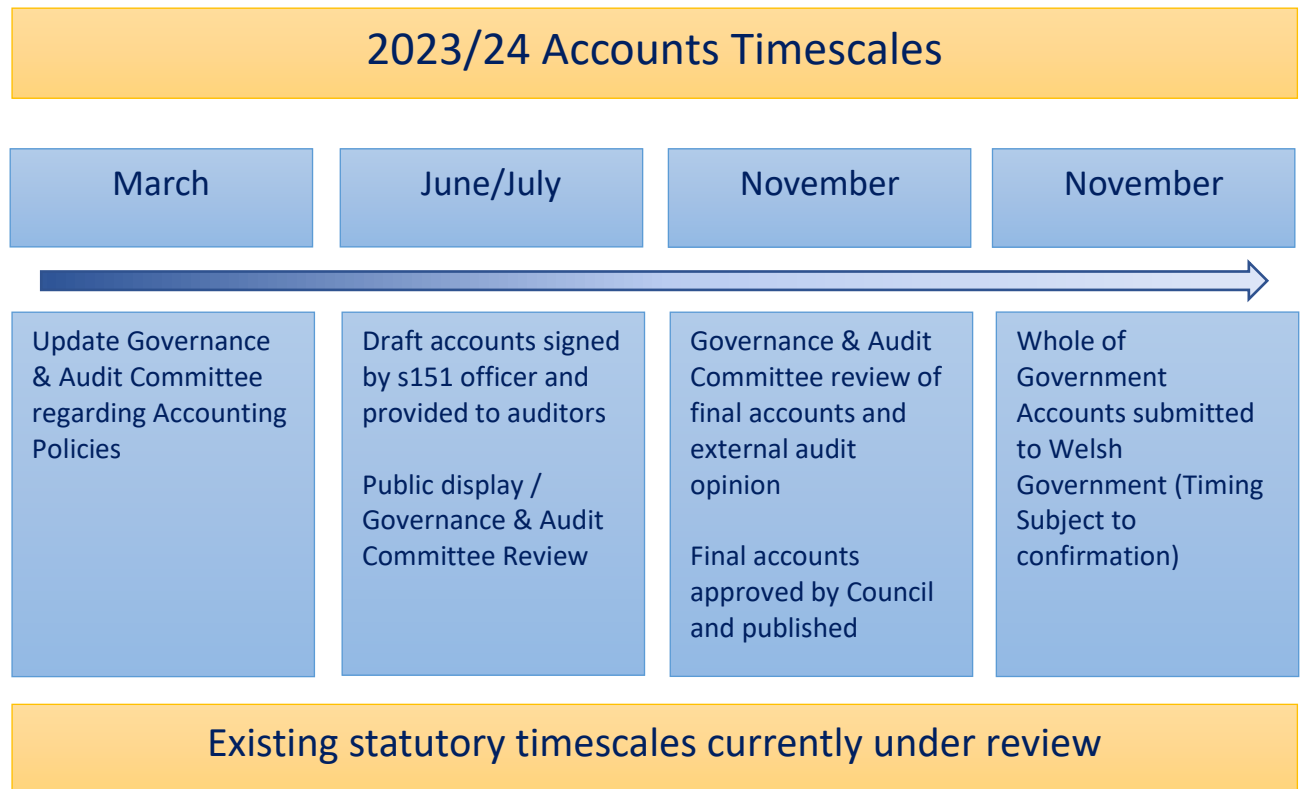 2023/24 Accounts Timescales
March
June/July
November
November
Update Governance
& Audit Committee
regarding Accounting
Policies
Draft accounts signed
by s151 officer and
provided to auditors
Public display /
Governance & Audit
Committee Review
Governance & Audit
Committee review of
final accounts and
external audit
opinion
Final accounts
approved by Council
and published
Whole of
Government
Accounts submitted
to Welsh
Government (Timing
Subject to
confirmation)
Existing statutory timescales currently under review